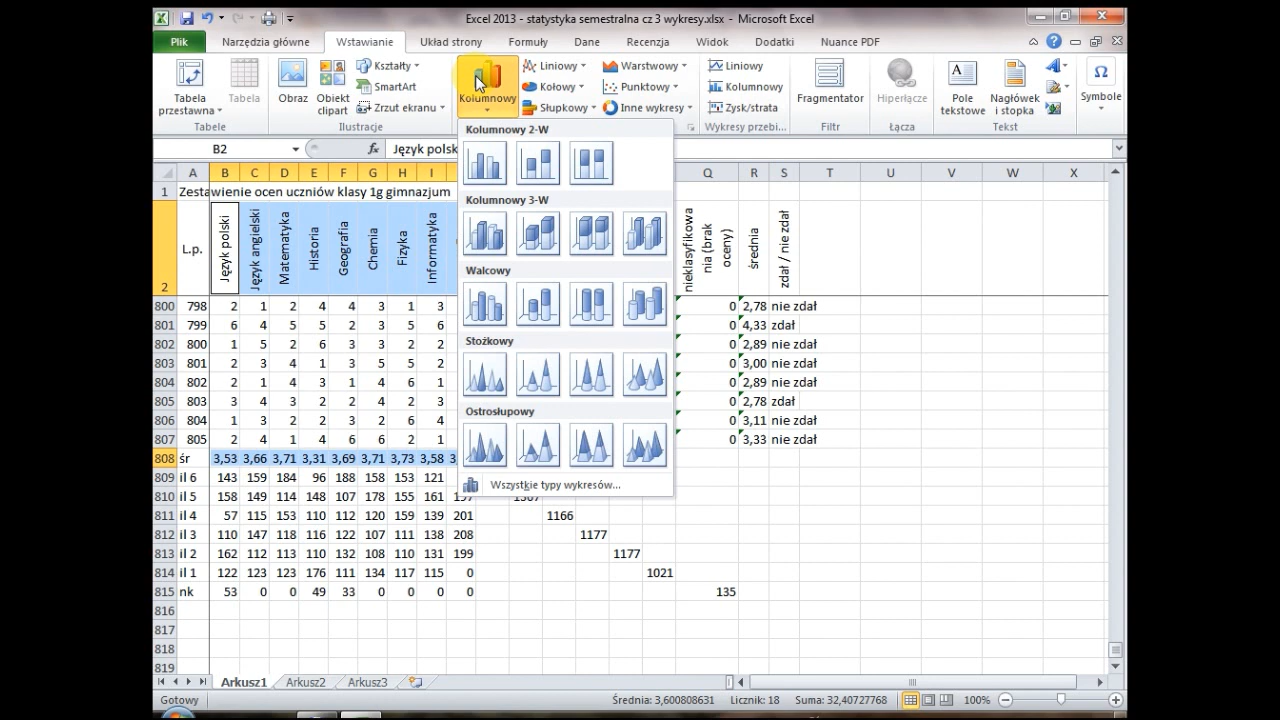 Excel 2013 - statystyka semestralna cz 3 wykresy.xlsx - Microsoft Excel
Plik Narzędzia główne Wstawianie Układ strony Formuły Dane Recenzja Widok Dodatki Nuance PDF
Tabela przestawna
Tabela
Tabele
Obraz
Obiekt clipart
Kształty
SmartArt
Zrzut ekranu
Ilustracje
Kolumnowy
Liniowy
Kołowy
Słupkowy
Warstwowy
Punktowy
Inne wykresy
Liniowy
Kolumnowy
Zysk/strata
Wykresy przebi...
Fragmentator
Filtr
Hiperłącze
Łącza
Pole tekstowe
Nagłówek i stopka
Tekst
Symbole
B2 fx Język polsk
Kolumnowy 2-W
Kolumnowy 3-W
Walcowy
Stożkowy
Ostrosłupowy
Wszystkie typy wykresów...
A B C D E F G H I Q R S T U V W X
1 Zestawienie ocen uczniów klasy 1g gimnazjum
2 L.p. Język polski Język angielski Matematyka Historia Geografia Chemia Fizyka Informatyka nieklasyfikowa nia (brak oceny) średnia zdał / nie zdał
800 798 2 1 2 4 4 3 1 3 0 2,78 nie zdał
801 799 6 4 5 5 2 3 5 6 0 4,33 zdał
802 800 1 5 2 6 3 3 2 2 0 2,89 nie zdał
803 801 2 3 4 1 3 5 5 2 0 3,00 nie zdał
804 802 2 1 4 3 1 4 6 1 0 2,89 nie zdał
805 803 3 4 3 2 2 4 2 3 0 2,78 zdał
806 804 1 3 2 2 3 2 6 4 0 3,11 nie zdał
807 805 2 4 1 4 6 6 2 1 0 3,33 nie zdał
808 śr 3,53 3,66 3,71 3,31 3,69 3,71 3,73 3,58
809 il 6 143 159 184 96 188 158 153 121
810 il 5 158 149 114 148 107 178 155 161
811 il 4 57 115 153 110 112 120 159 139 201 1166
812 il 3 110 147 118 116 122 107 111 138 208 1177
813 il 2 162 112 113 110 132 108 110 131 199 1177
814 il 1 122 123 123 176 111 134 117 115 0 1021
815 nk 53 0 0 49 33 0 0 0 0 135
816
817
818
819
Arkusz1 Arkusz2 Arkusz3
Gotowy Średnia: 3,600808631 Licznik: 18 Suma: 32,40727768 100%